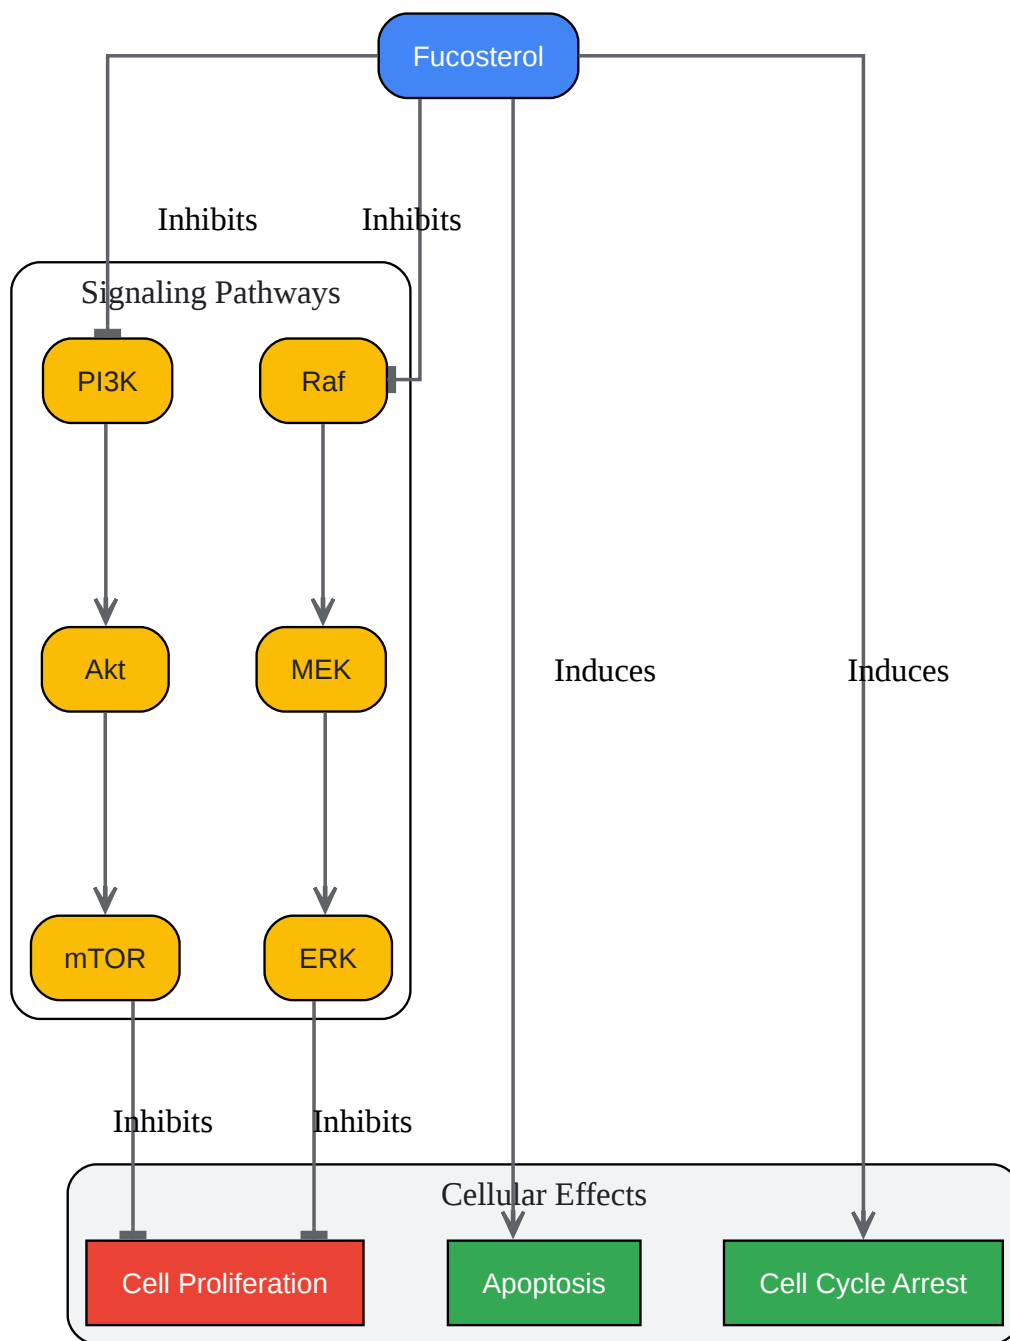 Fucosterol
Inhibits
Inhibits
Signaling Pathways
PI3K
Raf
Akt
MEK
Induces
Induces
mTOR
ERK
Inhibits
Inhibits
Cellular Effects
Cell Proliferation
Apoptosis
Cell Cycle Arrest